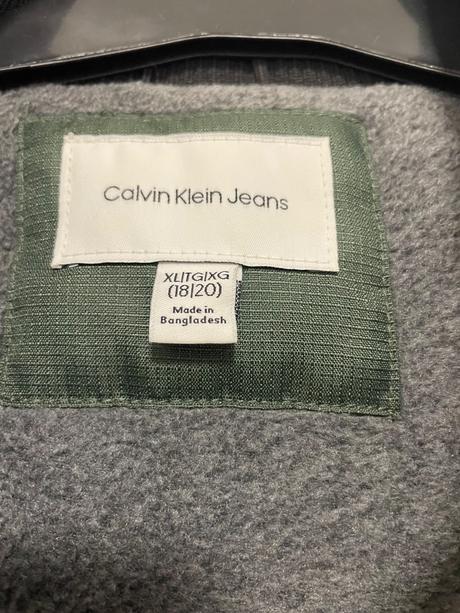 Calvin Klein Jeans
XL|TG|XG
(18|20)
Made in
Bangladesh